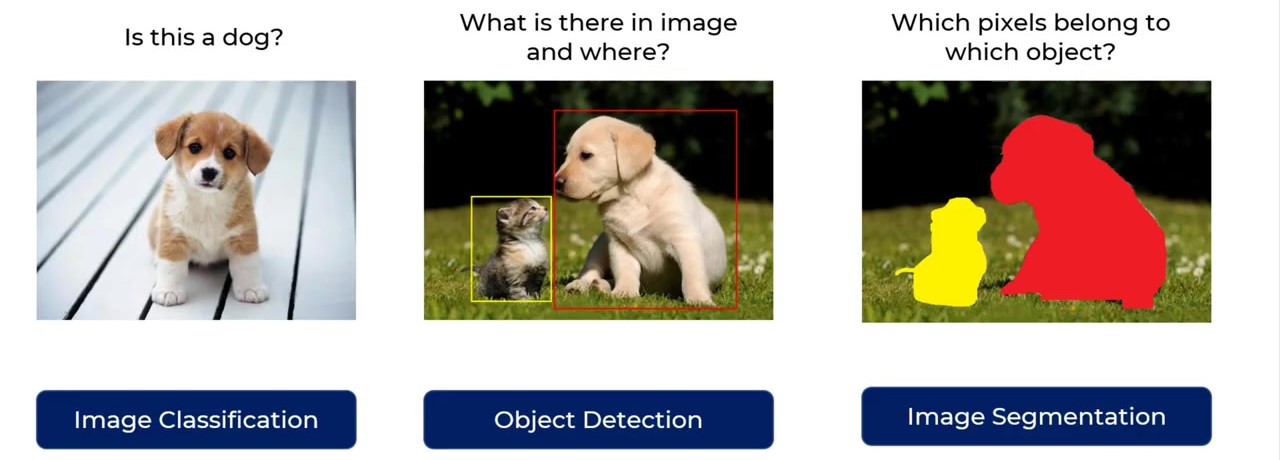 Is this a dog?
What is there in image
and where?
Which pixels belong to
which object?
Image Classification
Object Detection
Image Segmentation